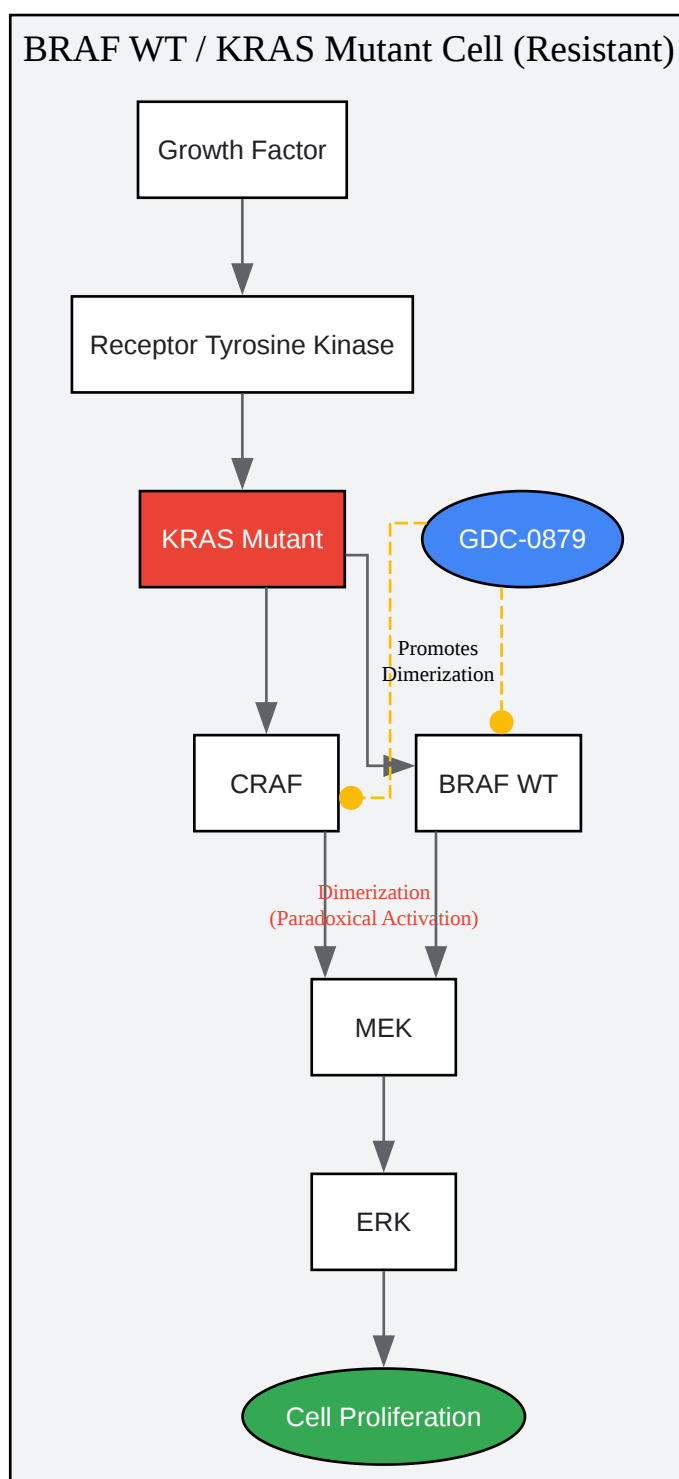 BRAF WT / KRAS Mutant Cell (Resistant)
Growth Factor
Receptor Tyrosine Kinase
KRAS Mutant
GDC-0879
Promotes
Dimerization
CRAF
BRAF WT
Dimerization
(Paradoxical Activation)
MEK
ERK
Cell Proliferation